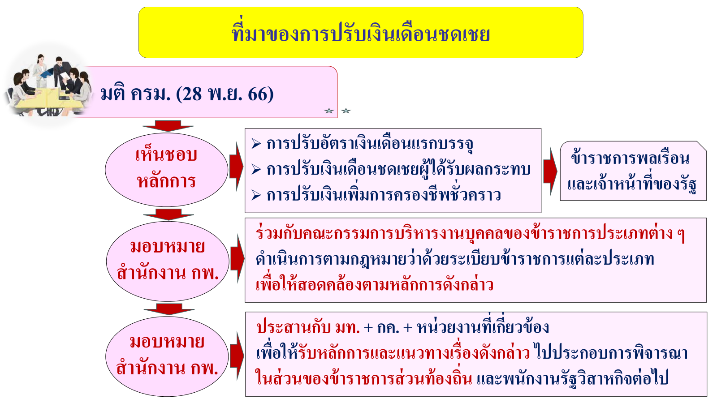 ที่มาของการปรับเงินเดือนชดเชย
มติ ครม. (28 พ.ย. 66)
เห็นชอบ
หลักการ
➢ การปรับอัตราเงินเดือนแรกบรรจุ
➢ การปรับเงินเดือนชดเชยผู้ได้รับผลกระทบ
➢ การปรับเงินเพิ่มการครองชีพชั่วคราว
ข้าราชการพลเรือน
และเจ้าหน้าที่ของรัฐ
มอบหมาย
สำนักงาน กพ.
ร่วมกับคณะกรรมการบริหารงานบุคคลของข้าราชการประเภทต่าง ๆ
ดำเนินการตามกฎหมายว่าด้วยระเบียบข้าราชการแต่ละประเภท
เพื่อให้สอดคล้องตามหลักการดังกล่าว
มอบหมาย
สำนักงาน กพ.
ประสานกับ มท. + กค. + หน่วยงานที่เกี่ยวข้อง
เพื่อให้รับหลักการและแนวทางเรื่องดังกล่าว ไปประกอบการพิจารณา
ในส่วนของข้าราชการส่วนท้องถิ่น และพนักงานรัฐวิสาหกิจต่อไป